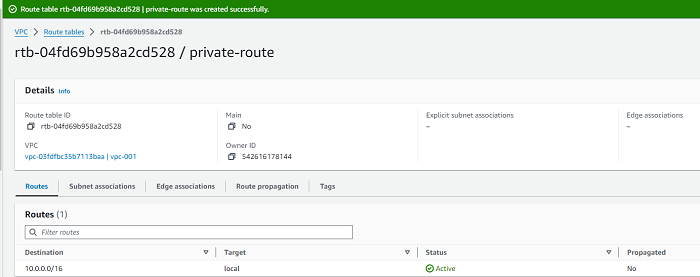 Route table rtb-04fd69b958a2cd528 | private-route was created successfully.
VPC > Route tables > rtb-04fd69b958a2cd528
rtb-04fd69b958a2cd528 / private-route
Details Info
Route table ID
rtb-04fd69b958a2cd528
Main
No
Explicit subnet associations
–
Edge associations
–
VPC
vpc-03fdfbc35b7113baa | vpc-001
Owner ID
542616178144
Routes Subnet associations Edge associations Route propagation Tags
Routes (1)
Filter routes
Destination Target Status Propagated
10.0.0.0/16 local Active No